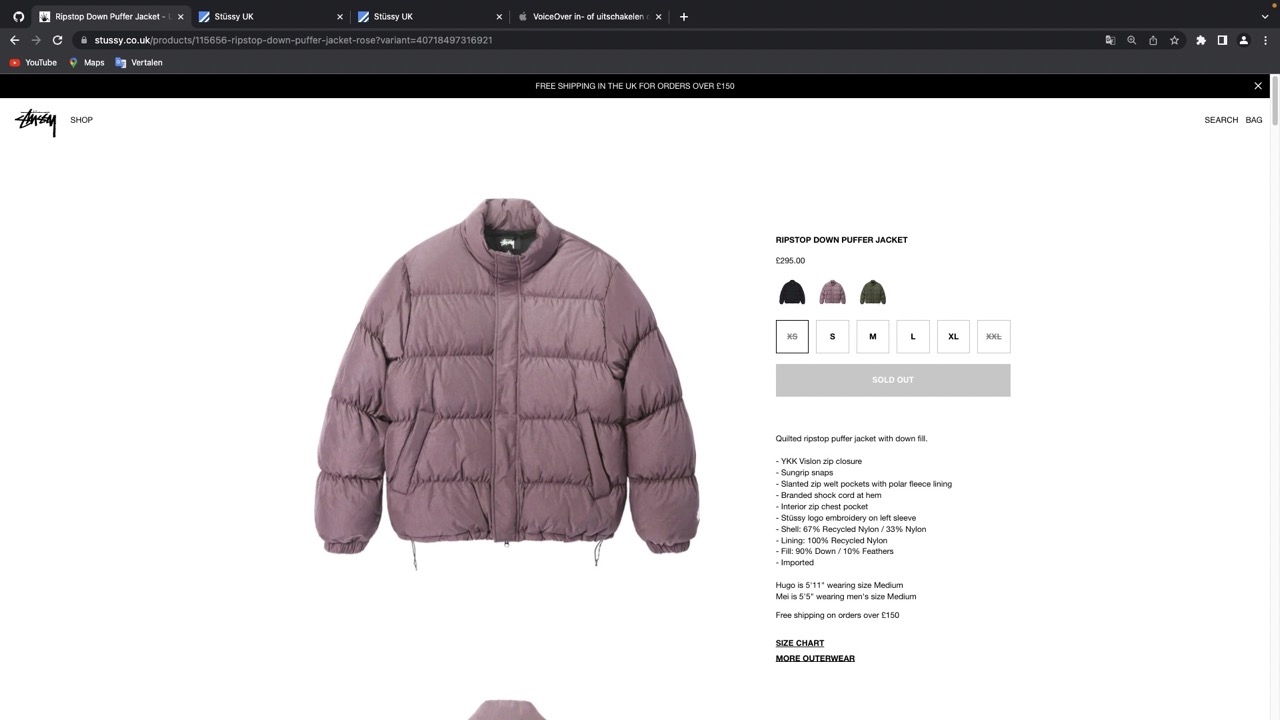 Ripstop Down Puffer Jacket -
Stüssy UK
Stüssy UK
VoiceOver in- of uitschakelen
stussy.co.uk/products/115656-ripstop-down-puffer-jacket-rose?variant=40718497316921
YouTube
Maps
Vertalen
FREE SHIPPING IN THE UK FOR ORDERS OVER £150
Stüssy
SHOP
SEARCH
BAG
RIPSTOP DOWN PUFFER JACKET
£295.00
XS S M L XL XXL
SOLD OUT
Quilted ripstop puffer jacket with down fill.
- YKK Vislon zip closure
- Sungrip snaps
- Slanted zip welt pockets with polar fleece lining
- Branded shock cord at hem
- Interior zip chest pocket
- Stüssy logo embroidery on left sleeve
- Shell: 67% Recycled Nylon / 33% Nylon
- Lining: 100% Recycled Nylon
- Fill: 90% Down / 10% Feathers
- Imported
Hugo is 5'11" wearing size Medium
Mei is 5'5" wearing men's size Medium
Free shipping on orders over £150
SIZE CHART
MORE OUTERWEAR